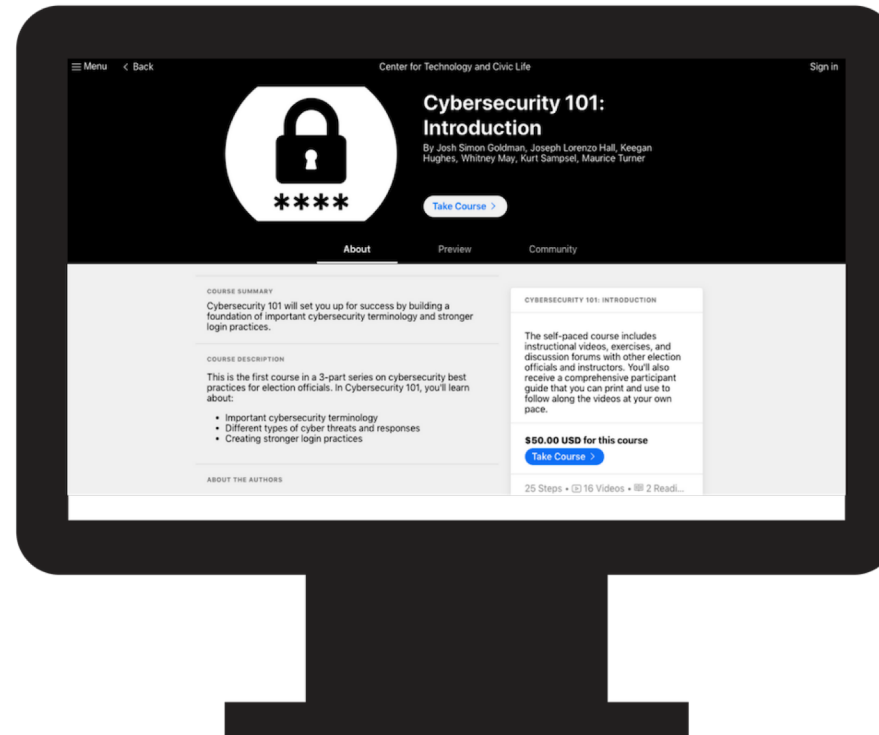 Menu
Back
Center for Technology and Civic Life
Sign in
Cybersecurity 101:
Introduction
By Josh Simon Goldman, Joseph Lorenzo Hall, Keegan
Hughes, Whitney May, Kurt Sampsel, Maurice Turner
****
Take Course >
About
Preview
Community
COURSE SUMMARY
Cybersecurity 101 will set you up for success by building a
foundation of important cybersecurity terminology and stronger
login practices.
COURSE DESCRIPTION
This is the first course in a 3-part series on cybersecurity best
practices for election officials. In Cybersecurity 101, you'll learn
about:
• Important cybersecurity terminology
• Different types of cyber threats and responses
• Creating stronger login practices
ABOUT THE AUTHORS
CYBERSECURITY 101: INTRODUCTION
The self-paced course includes
instructional videos, exercises, and
discussion forums with other election
officials and instructors. You'll also
receive a comprehensive participant
guide that you can print and use to
follow along the videos at your own
pace.
$50.00 USD for this course
Take Course >
25 Steps • 16 Videos • 2 Readi...